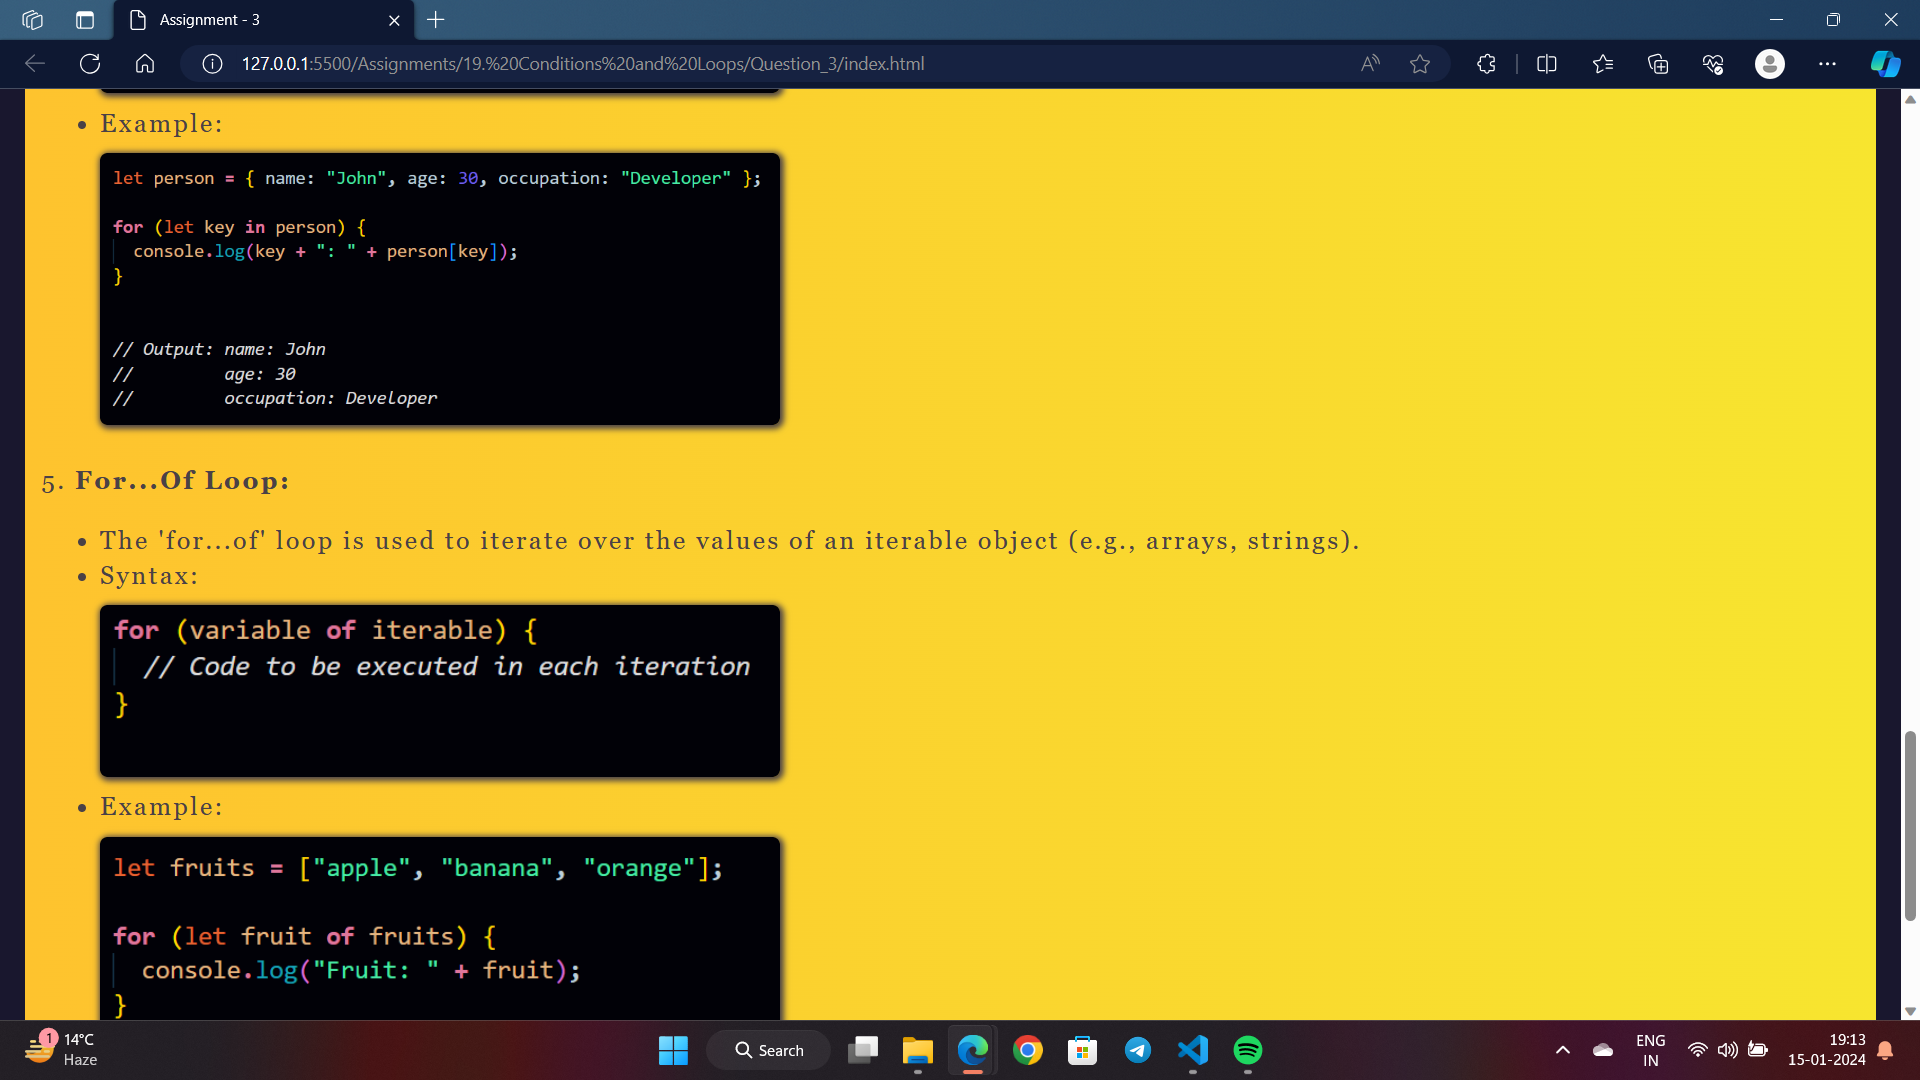 Assignment - 3
127.0.0.1:5500/Assignments/19.%20Conditions%20and%20Loops/Question_3/index.html
• Example:
let person = { name: "John", age: 30, occupation: "Developer" };
for (let key in person) {
console.log(key + ": " + person[key]);
}
// Output: name: John
// age: 30
// occupation: Developer
5. For...Of Loop:
• The 'for...of' loop is used to iterate over the values of an iterable object (e.g., arrays, strings).
• Syntax:
for (variable of iterable) {
// Code to be executed in each iteration
}
• Example:
let fruits = ["apple", "banana", "orange"];
for (let fruit of fruits) {
console.log("Fruit: " + fruit);
}
1
14°C
Haze
Search
ENG
IN
19:13
15-01-2024